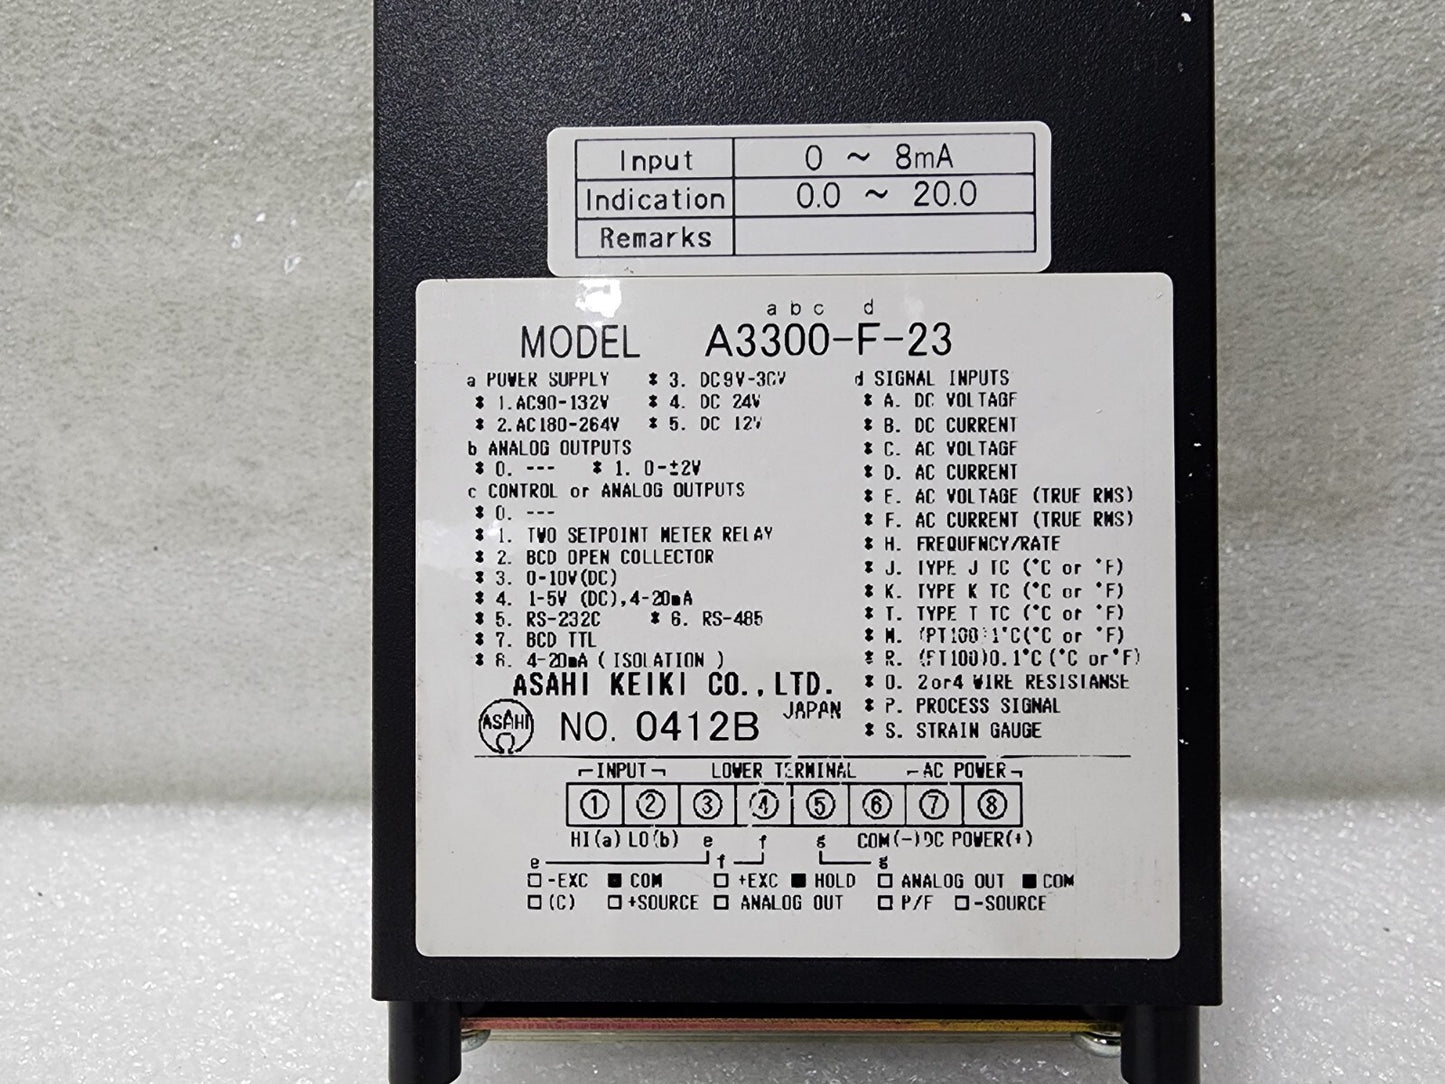 Input 0 ~ 8mA
Indication 0.0 ~ 20.0
Remarks
a b c d
MODEL A3300-F-23
a POWER SUPPLY
* 1. AC90-132V
* 2. AC180-264V
* 3. DC9V-30V
* 4. DC 24V
* 5. DC 12V
b ANALOG OUTPUTS
* 0. --- * 1. 0-±2V
c CONTROL or ANALOG OUTPUTS
* 0. ---
* 1. TWO SETPOINT METER RELAY
* 2. BCD OPEN COLLECTOR
* 3. 0-10V(DC)
* 4. 1-5V (DC),4-20mA
* 5. RS-232C * 6. RS-485
* 7. BCD TTL
* 8. 4-20mA ( ISOLATION )
d SIGNAL INPUTS
* A. DC VOLTAGE
* B. DC CURRENT
* C. AC VOLTAGE
* D. AC CURRENT
* E. AC VOLTAGE (TRUE RMS)
* F. AC CURRENT (TRUE RMS)
* H. FREQUENCY/RATE
* J. TYPE J TC (°C or °F)
* K. TYPE K TC (°C or °F)
* T. TYPE T TC (°C or °F)
* M. (PT100)1°C(°C or °F)
* R. (PT100)0.1°C(°C or°F)
* O. 2or4 WIRE RESISTANSE
* P. PROCESS SIGNAL
* S. STRAIN GAUGE
ASAHI KEIKI CO.,LTD.
JAPAN
ASAHI NO. 0412B
INPUT LOWER TERMINAL AC POWER
① ② ③ ④ ⑤ ⑥ ⑦ ⑧
HI(a) LO(b) e f g COM(-)DC POWER(+)
e f g
□ -EXC ■ COM □ +EXC ■ HOLD □ ANALOG OUT ■ COM
□ (C) □ +SOURCE □ ANALOG OUT □ P/F □ -SOURCE